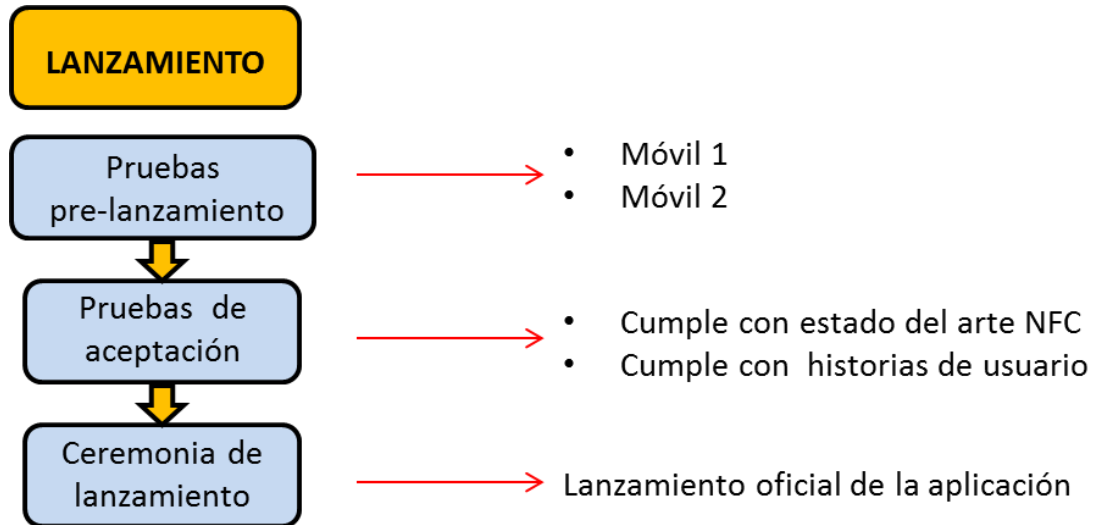 LANZAMIENTO
Pruebas
pre-lanzamiento
• Móvil 1
• Móvil 2
Pruebas de
aceptación
• Cumple con estado del arte NFC
• Cumple con historias de usuario
Ceremonia de
lanzamiento
Lanzamiento oficial de la aplicación